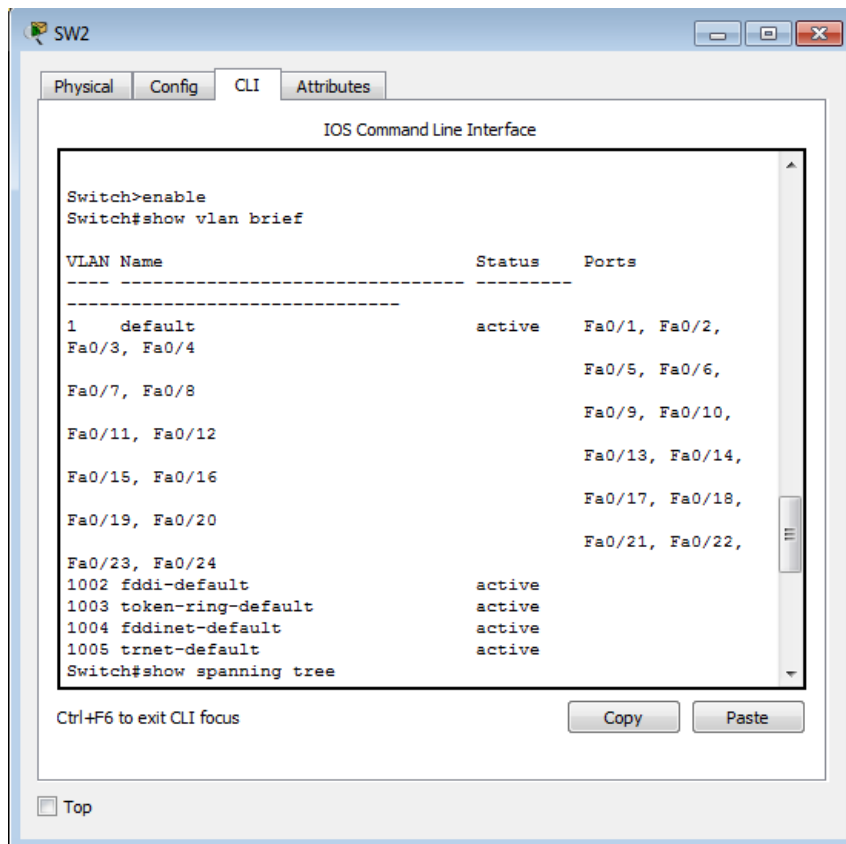 SW2
Physical Config CLI Attributes
IOS Command Line Interface
Switch>enable
Switch#show vlan brief
VLAN Name Status Ports
---- -------------------------------- ---------
-------------------------------
1 default active Fa0/1, Fa0/2,
Fa0/3, Fa0/4
Fa0/5, Fa0/6,
Fa0/7, Fa0/8
Fa0/9, Fa0/10,
Fa0/11, Fa0/12
Fa0/13, Fa0/14,
Fa0/15, Fa0/16
Fa0/17, Fa0/18,
Fa0/19, Fa0/20
Fa0/21, Fa0/22,
Fa0/23, Fa0/24
1002 fddi-default active
1003 token-ring-default active
1004 fddinet-default active
1005 trnet-default active
Switch#show spanning tree
Ctrl+F6 to exit CLI focus
Copy Paste
Top